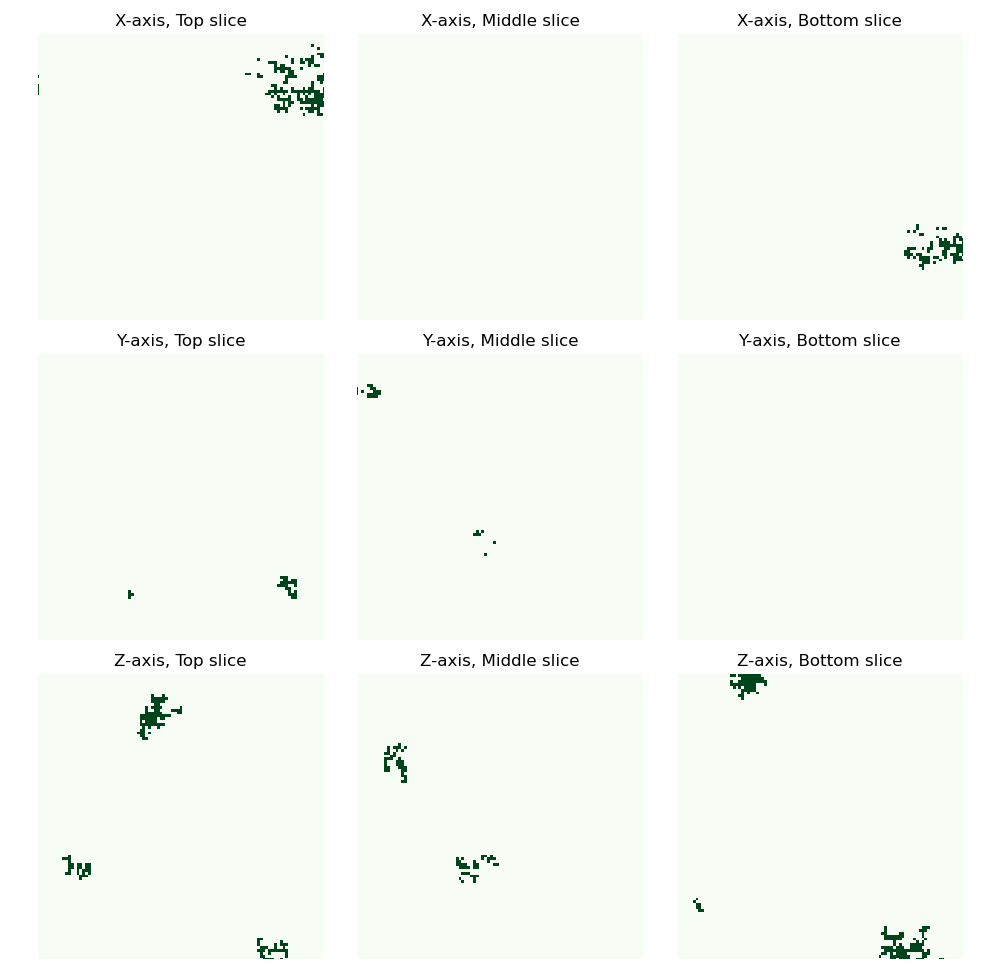 X-axis, Top slice
X-axis, Middle slice
X-axis, Bottom slice
Y-axis, Top slice
Y-axis, Middle slice
Y-axis, Bottom slice
Z-axis, Top slice
Z-axis, Middle slice
Z-axis, Bottom slice